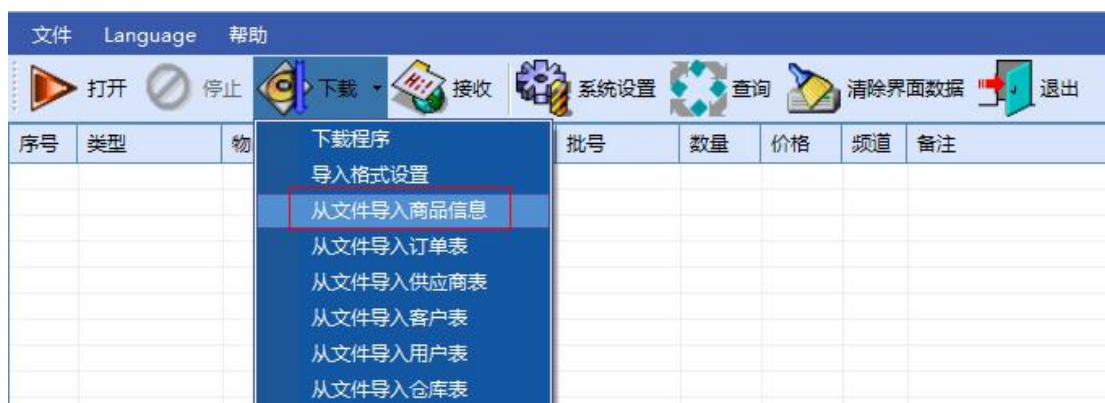 文件 Language 帮助
打开 停止 下载 接收 系统设置 查询 清除界面数据 退出
序号 类型 物 批号 数量 价格 频道 备注
下载程序
导入格式设置
从文件导入商品信息
从文件导入订单表
从文件导入供应商表
从文件导入客户表
从文件导入用户表
从文件导入仓库表